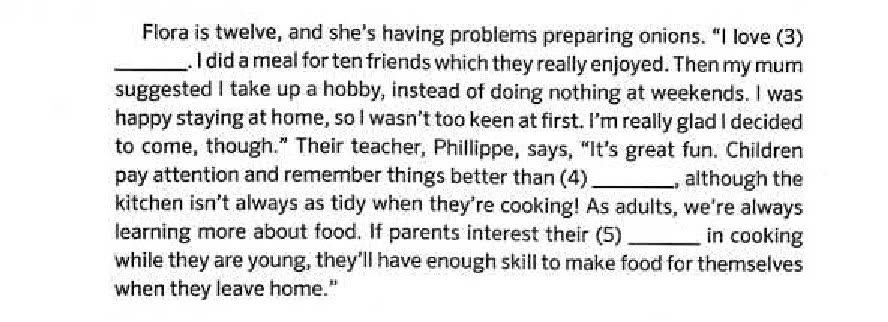 Flora is twelve, and she's having problems preparing onions. "I love (3)
______. I did a meal for ten friends which they really enjoyed. Then my mum
suggested I take up a hobby, instead of doing nothing at weekends. I was
happy staying at home, so I wasn't too keen at first. I'm really glad I decided
to come, though." Their teacher, Phillippe, says, "It's great fun. Children
pay attention and remember things better than (4) ______, although the
kitchen isn't always as tidy when they're cooking! As adults, we're always
learning more about food. If parents interest their (5) ______ in cooking
while they are young, they'll have enough skill to make food for themselves
when they leave home."